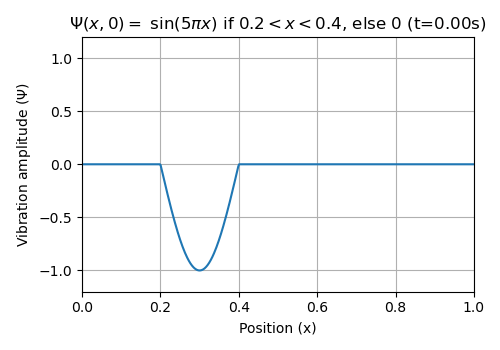 Ψ(x, 0) = sin(5πx) if 0.2 < x < 0.4, else 0 (t=0.00s)
1.0
0.5
0.0
−0.5
−1.0
Vibration amplitude (Ψ)
0.0 0.2 0.4 0.6 0.8 1.0
Position (x)